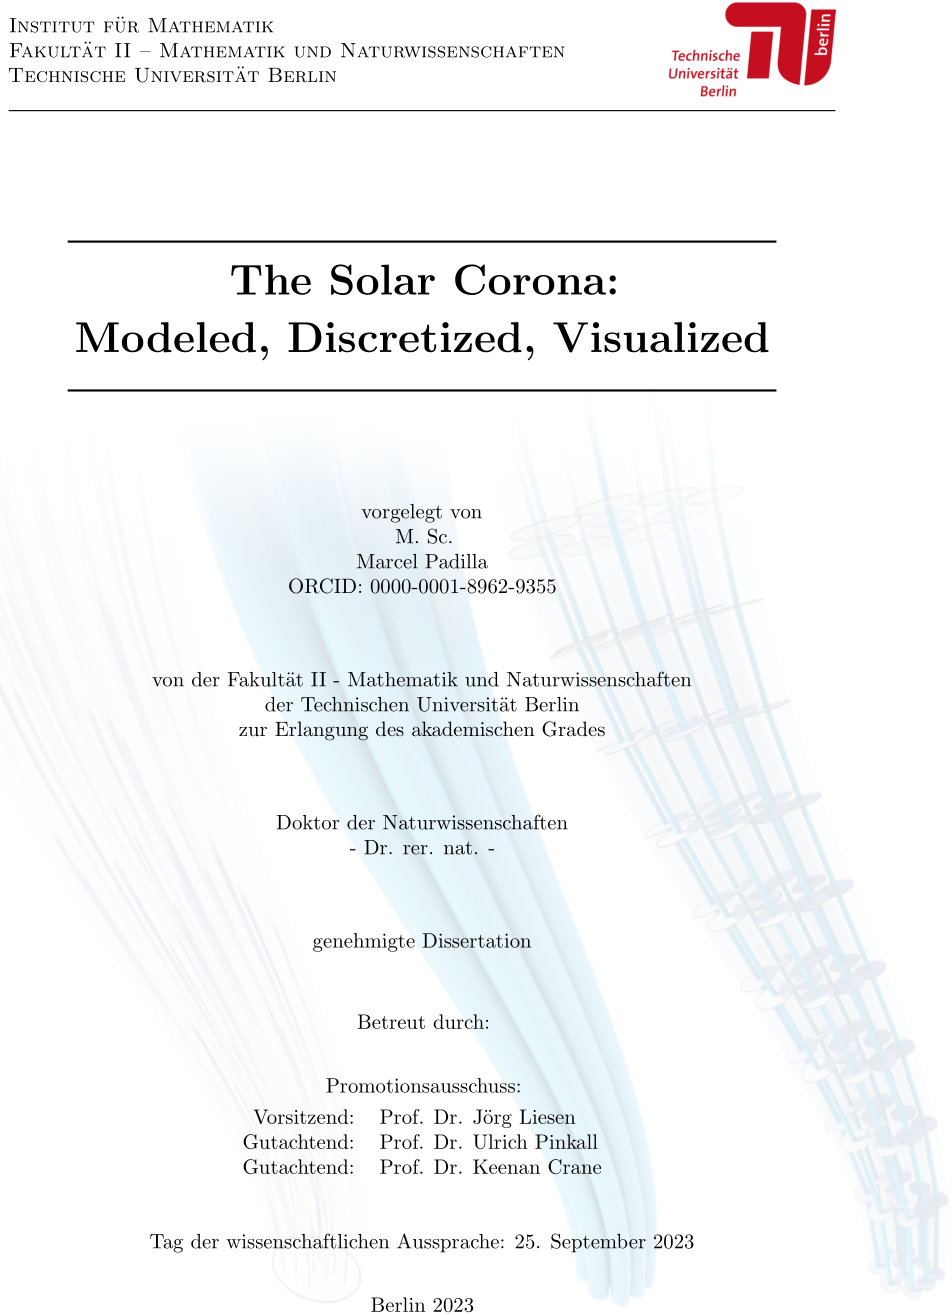 Institut für Mathematik
Fakultät II – Mathematik und Naturwissenschaften
Technische Universität Berlin
Technische
Universität
Berlin
berlin
The Solar Corona:
Modeled, Discretized, Visualized
vorgelegt von
M. Sc.
Marcel Padilla
ORCID: 0000-0001-8962-9355
von der Fakultät II - Mathematik und Naturwissenschaften
der Technischen Universität Berlin
zur Erlangung des akademischen Grades
Doktor der Naturwissenschaften
- Dr. rer. nat. -
genehmigte Dissertation
Betreut durch:
Promotionsausschuss:
Vorsitzend: Prof. Dr. Jörg Liesen
Gutachtend: Prof. Dr. Ulrich Pinkall
Gutachtend: Prof. Dr. Keenan Crane
Tag der wissenschaftlichen Aussprache: 25. September 2023
Berlin 2023